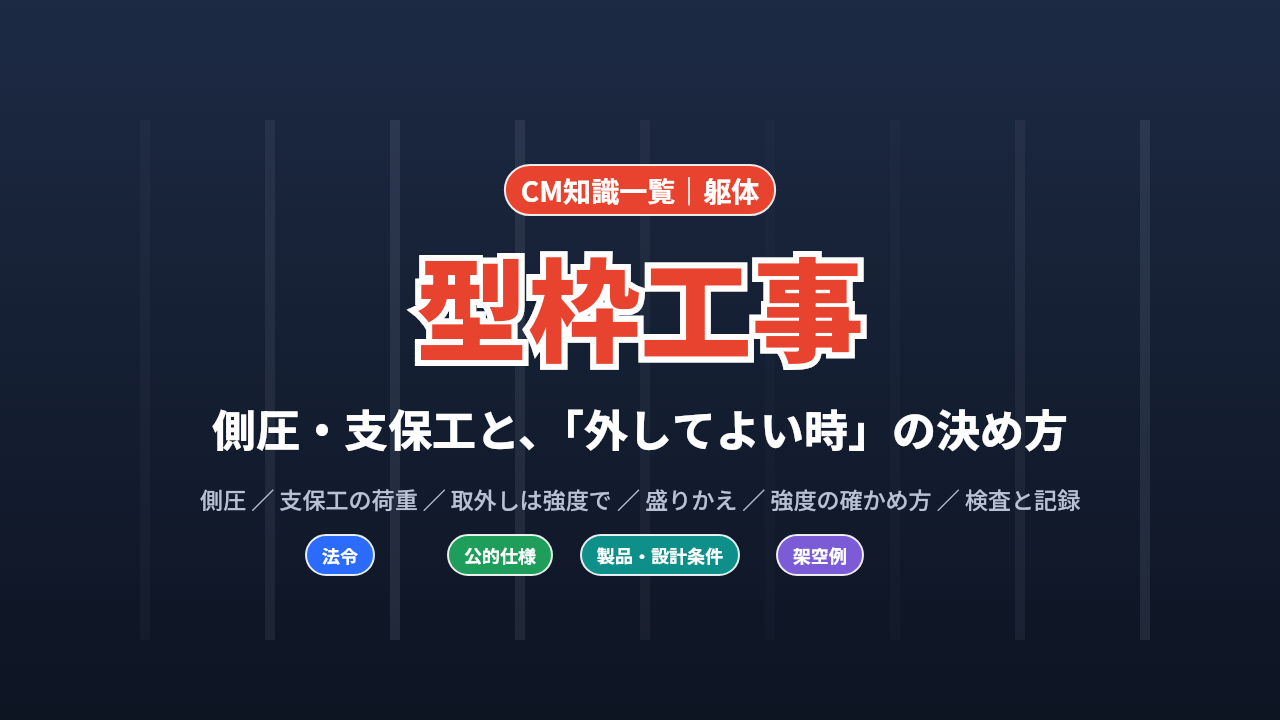 CM知識一覧｜躯体
型枠工事
側圧・支保工と、「外してよい時」の決め方
側圧 ／ 支保工の荷重 ／ 取外しは強度で ／ 盛りかえ ／ 強度の確かめ方 ／ 検査と記録
法令 公的仕様 製品・設計条件 架空例